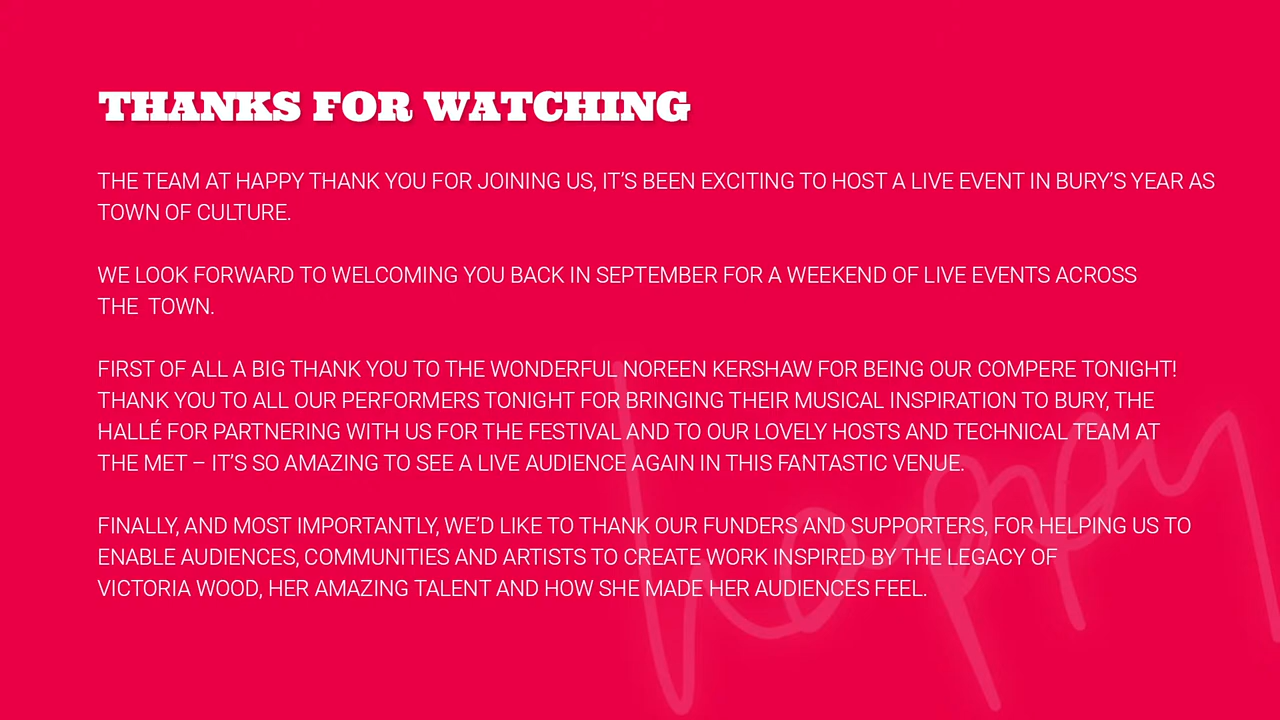 THANKS FOR WATCHING
THE TEAM AT HAPPY THANK YOU FOR JOINING US, IT’S BEEN EXCITING TO HOST A LIVE EVENT IN BURY’S YEAR AS
TOWN OF CULTURE.
WE LOOK FORWARD TO WELCOMING YOU BACK IN SEPTEMBER FOR A WEEKEND OF LIVE EVENTS ACROSS
THE TOWN.
FIRST OF ALL A BIG THANK YOU TO THE WONDERFUL NOREEN KERSHAW FOR BEING OUR COMPERE TONIGHT!
THANK YOU TO ALL OUR PERFORMERS TONIGHT FOR BRINGING THEIR MUSICAL INSPIRATION TO BURY, THE
HALLÉ FOR PARTNERING WITH US FOR THE FESTIVAL AND TO OUR LOVELY HOSTS AND TECHNICAL TEAM AT
THE MET – IT’S SO AMAZING TO SEE A LIVE AUDIENCE AGAIN IN THIS FANTASTIC VENUE.
FINALLY, AND MOST IMPORTANTLY, WE’D LIKE TO THANK OUR FUNDERS AND SUPPORTERS, FOR HELPING US TO
ENABLE AUDIENCES, COMMUNITIES AND ARTISTS TO CREATE WORK INSPIRED BY THE LEGACY OF
VICTORIA WOOD, HER AMAZING TALENT AND HOW SHE MADE HER AUDIENCES FEEL.
happy